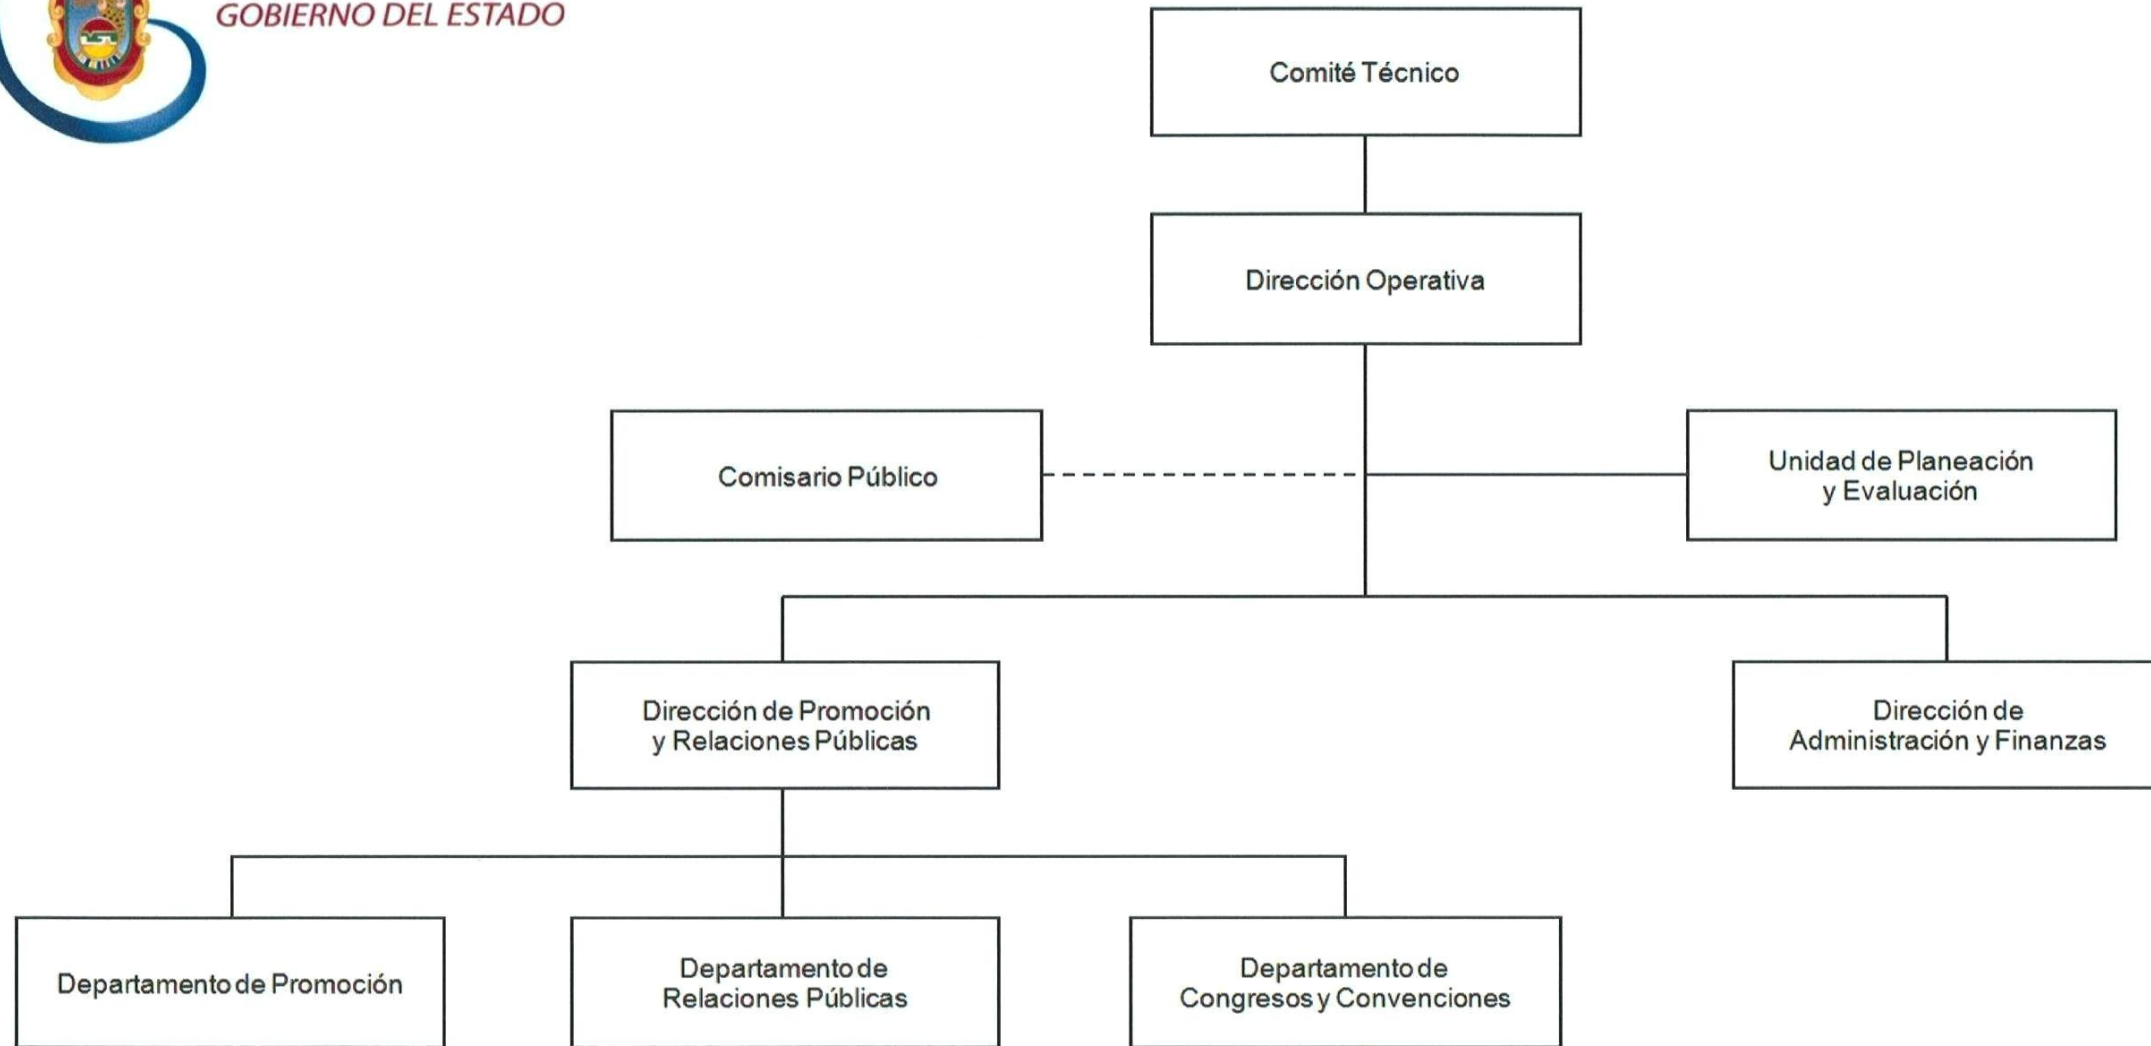 GOBIERNO DEL ESTADO
Comité Técnico
Dirección Operativa
Comisario Público
Unidad de Planeación
y Evaluación
Dirección de Promoción
y Relaciones Públicas
Dirección de
Administración y Finanzas
Departamento de Promoción
Departamento de
Relaciones Públicas
Departamento de
Congresos y Convenciones